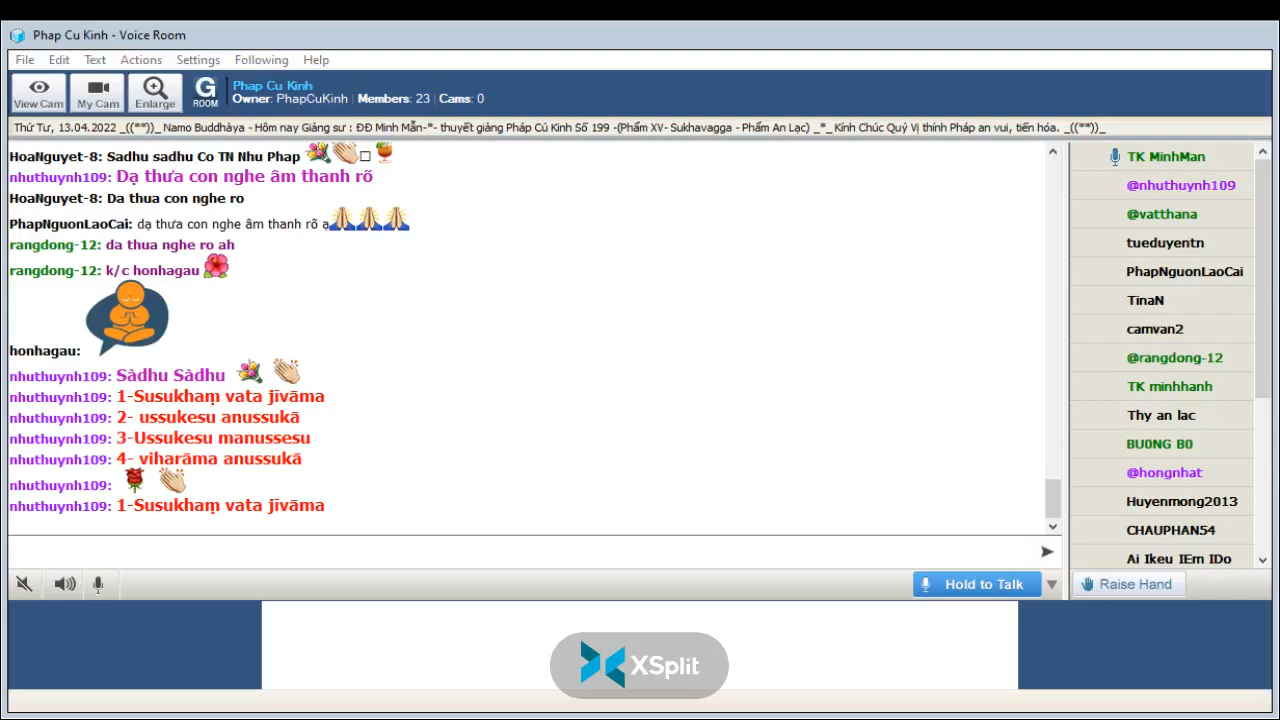 Phap Cu Kinh - Voice Room
File Edit Text Actions Settings Following Help
View Cam My Cam Enlarge G ROOM
Phap Cu Kinh
Owner: PhapCuKinh Members: 23 Cams: 0
Thứ Tư, 13.04.2022 _((**))_ Namo Buddhàya - Hôm nay Giảng sư : ĐĐ Minh Mẫn-*- thuyết giảng Pháp Cú Kinh Số 199 -(Phẩm XV- Sukhavagga - Phẩm An Lạc) _*_ Kính Chúc Quý Vị thính Pháp an vui, tiến hóa. _((**))_
HoaNguyet-8: Sadhu sadhu Co TN Nhu Phap
nhuthuynh109: Dạ thưa con nghe âm thanh rõ
HoaNguyet-8: Da thua con nghe ro
PhapNguonLaoCai: dạ thưa con nghe âm thanh rõ ạ
rangdong-12: da thua nghe ro ah
rangdong-12: k/c honhagau
honhagau:
nhuthuynh109: Sàdhu Sàdhu
nhuthuynh109: 1-Susukhaṃ vata jīvāma
nhuthuynh109: 2- ussukesu anussukā
nhuthuynh109: 3-Ussukesu manussesu
nhuthuynh109: 4- viharāma anussukā
nhuthuynh109:
nhuthuynh109: 1-Susukhaṃ vata jīvāma
TK MinhMan
@nhuthuynh109
@vatthana
tueduyentn
PhapNguonLaoCai
TinaN
camvan2
@rangdong-12
TK minhhanh
Thy an lac
BU0NG B0
@hongnhat
Huyenmong2013
CHAUPHAN54
Ai Ikeu IEm IDo
Hold to Talk
Raise Hand
XSplit